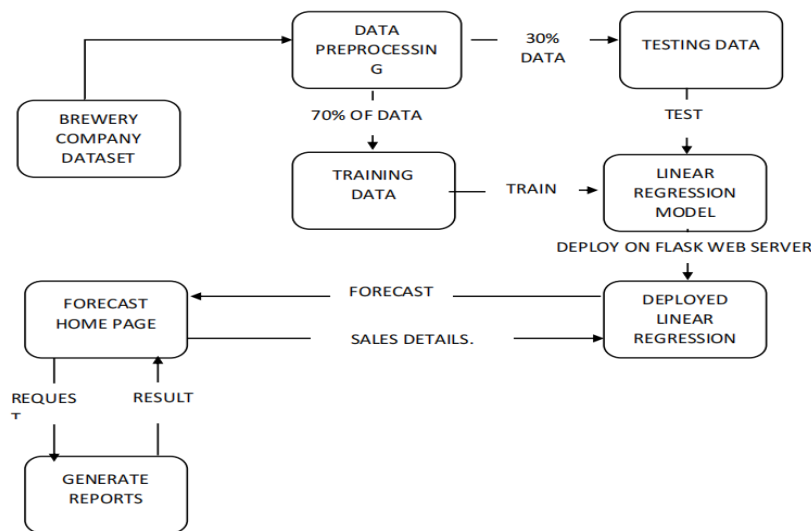 DATA
PREPROCESSIN
G
30%
DATA
TESTING DATA
BREWERY
COMPANY
DATASET
70% OF DATA
TEST
TRAINING
DATA
TRAIN
LINEAR
REGRESSION
MODEL
DEPLOY ON FLASK WEB SERVER
FORECAST
HOME PAGE
FORECAST
SALES DETAILS.
DEPLOYED
LINEAR
REGRESSION
REQUES
T
RESULT
GENERATE
REPORTS